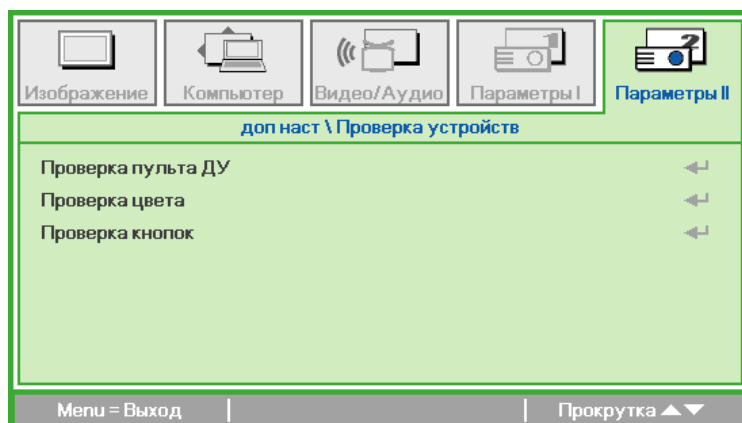 Изображение Компьютер Видео/Аудио Параметры I Параметры II
доп наст \ Проверка устройств
Проверка пульта ДУ
Проверка цвета
Проверка кнопок
Menu = Выход Прокрутка ▲▼